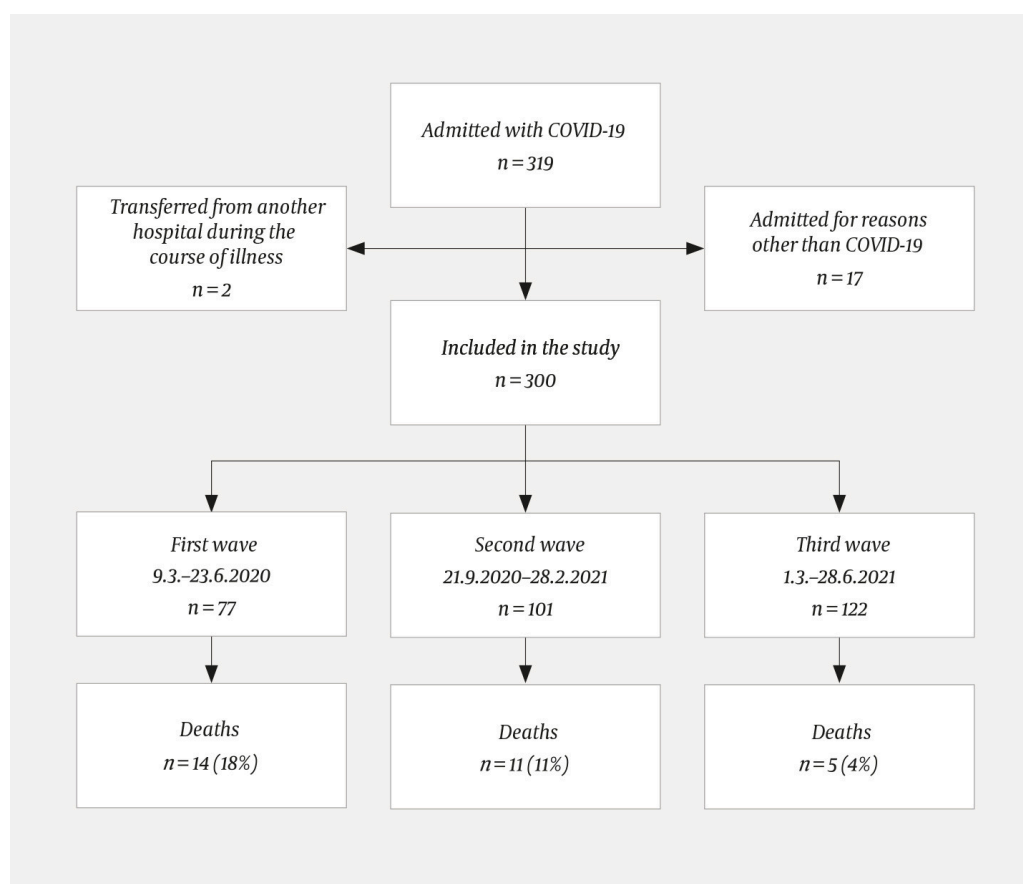 Admitted with COVID-19
n = 319
Transferred from another
hospital during the
course of illness
n = 2
Admitted for reasons
other than COVID-19
n = 17
Included in the study
n = 300
First wave
9.3.–23.6.2020
n = 77
Second wave
21.9.2020–28.2.2021
n = 101
Third wave
1.3.–28.6.2021
n = 122
Deaths
n = 14 (18%)
Deaths
n = 11 (11%)
Deaths
n = 5 (4%)